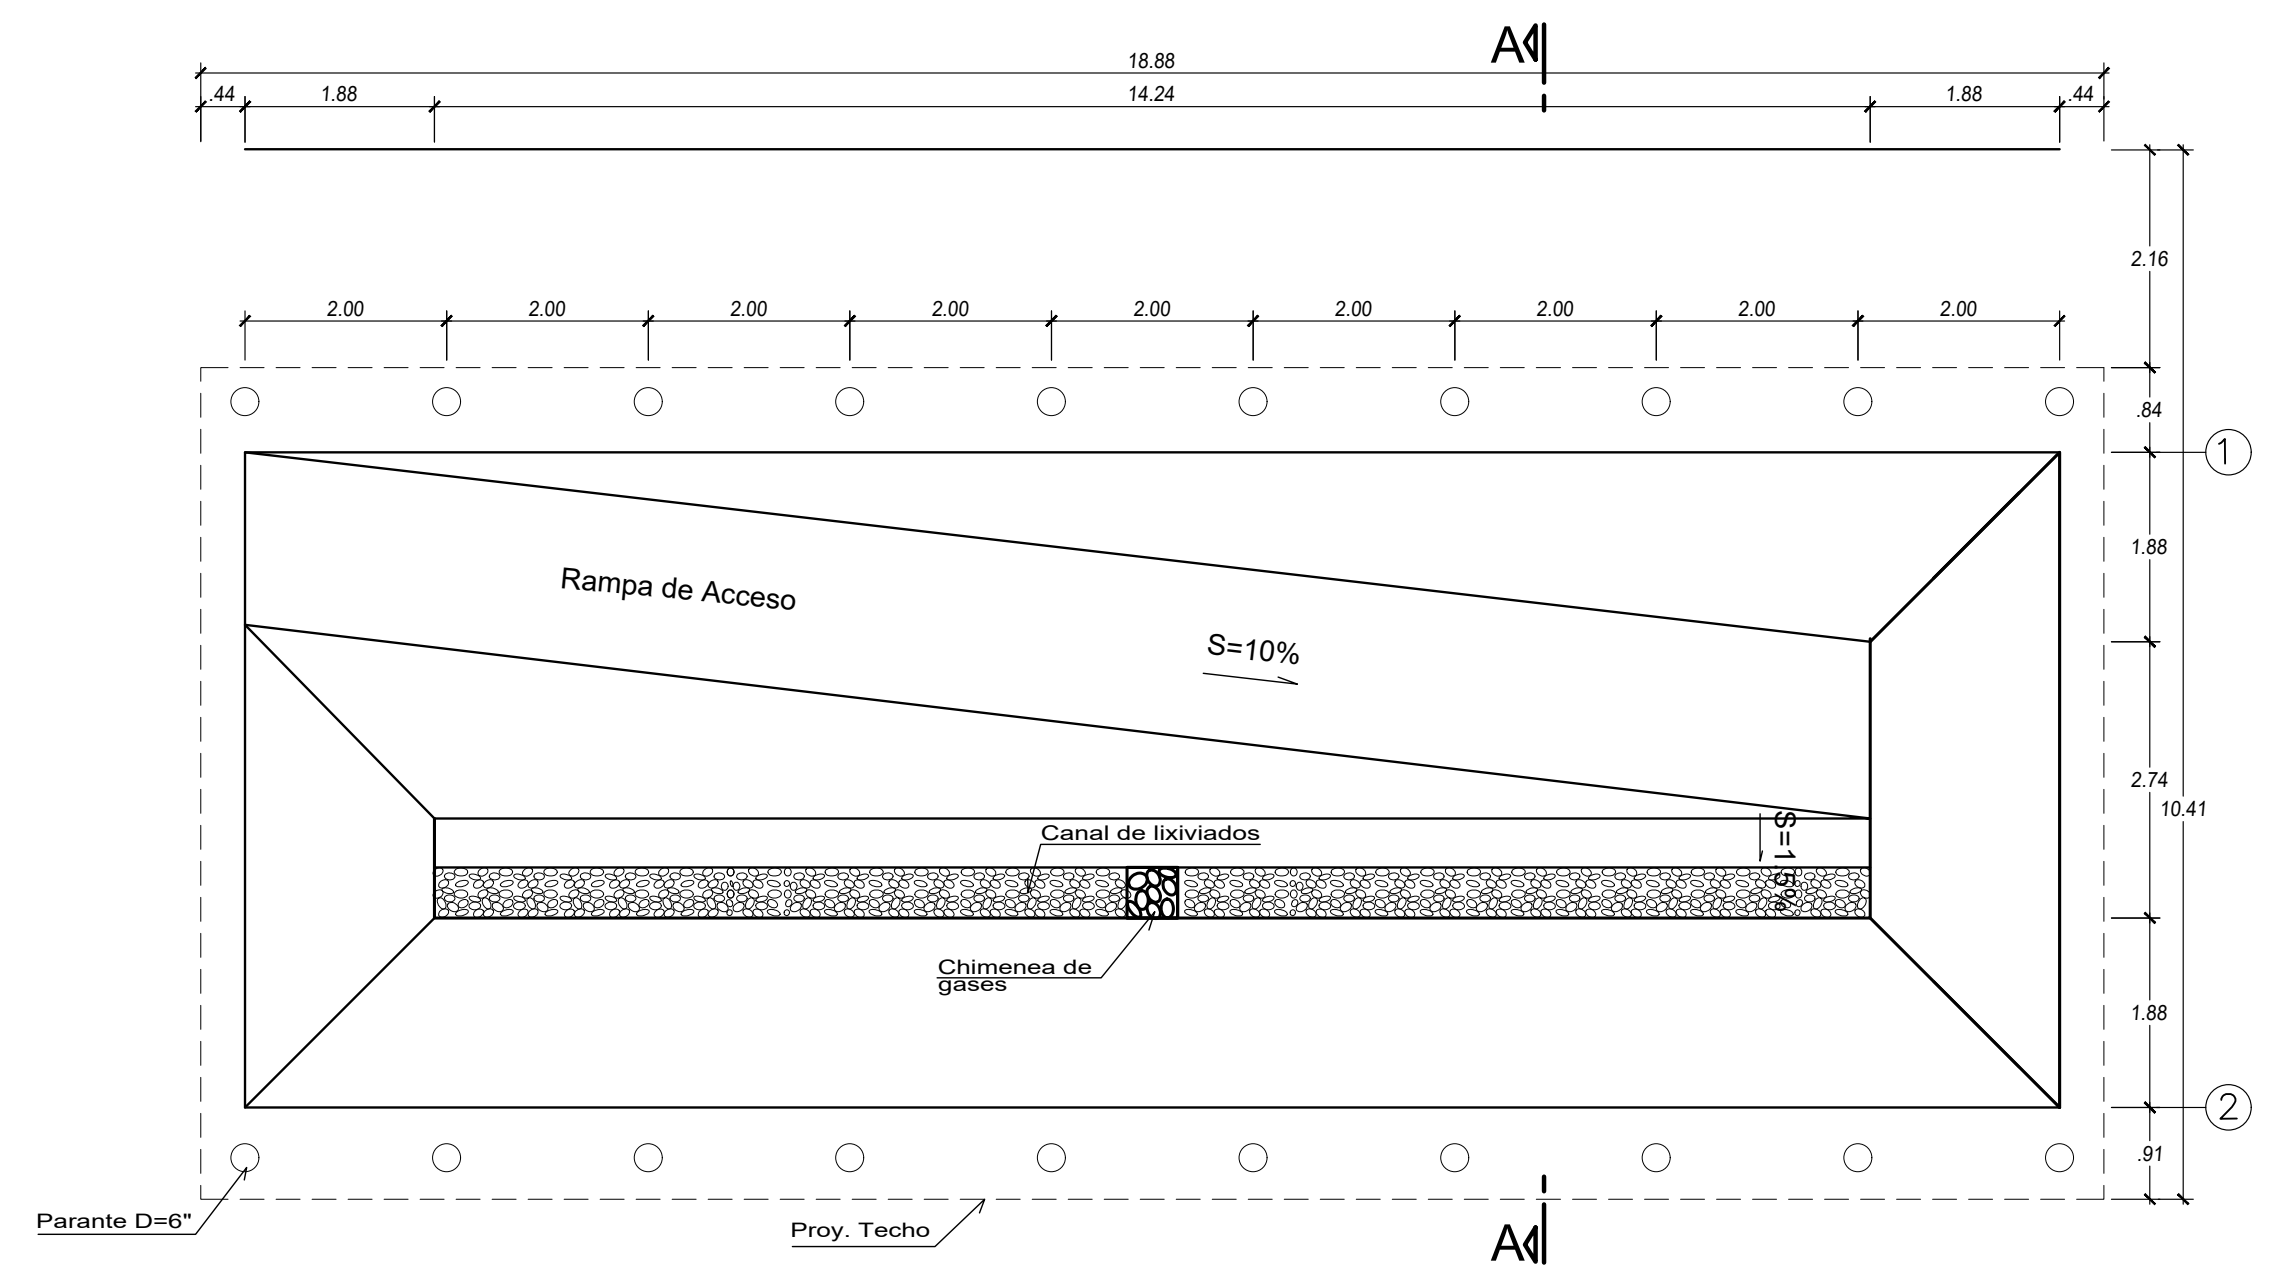 A
18.88
.44 1.88 14.24 1.88 .44
2.16
2.00 2.00 2.00 2.00 2.00 2.00 2.00 2.00 2.00
.84
1
1.88
Rampa de Acceso
S=10%
2.74
10.41
S=1.5%
Canal de lixiviados
Chimenea de
gases
1.88
2
.91
Parante D=6"
Proy. Techo
A